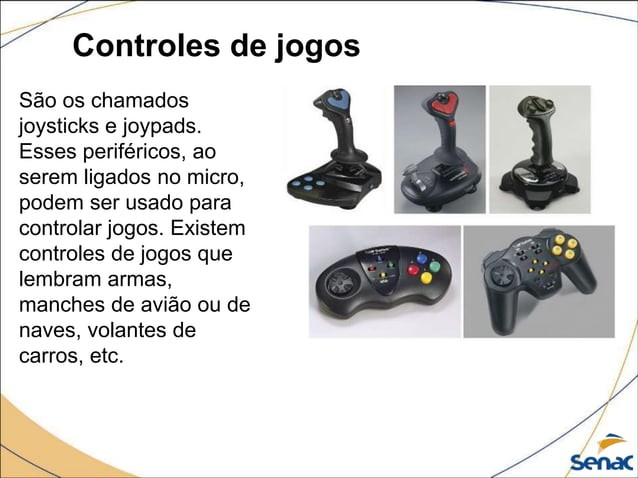 Controles de jogos
São os chamados
joysticks e joypads.
Esses periféricos, ao
serem ligados no micro,
podem ser usado para
controlar jogos. Existem
controles de jogos que
lembram armas,
manches de avião ou de
naves, volantes de
carros, etc.
senac